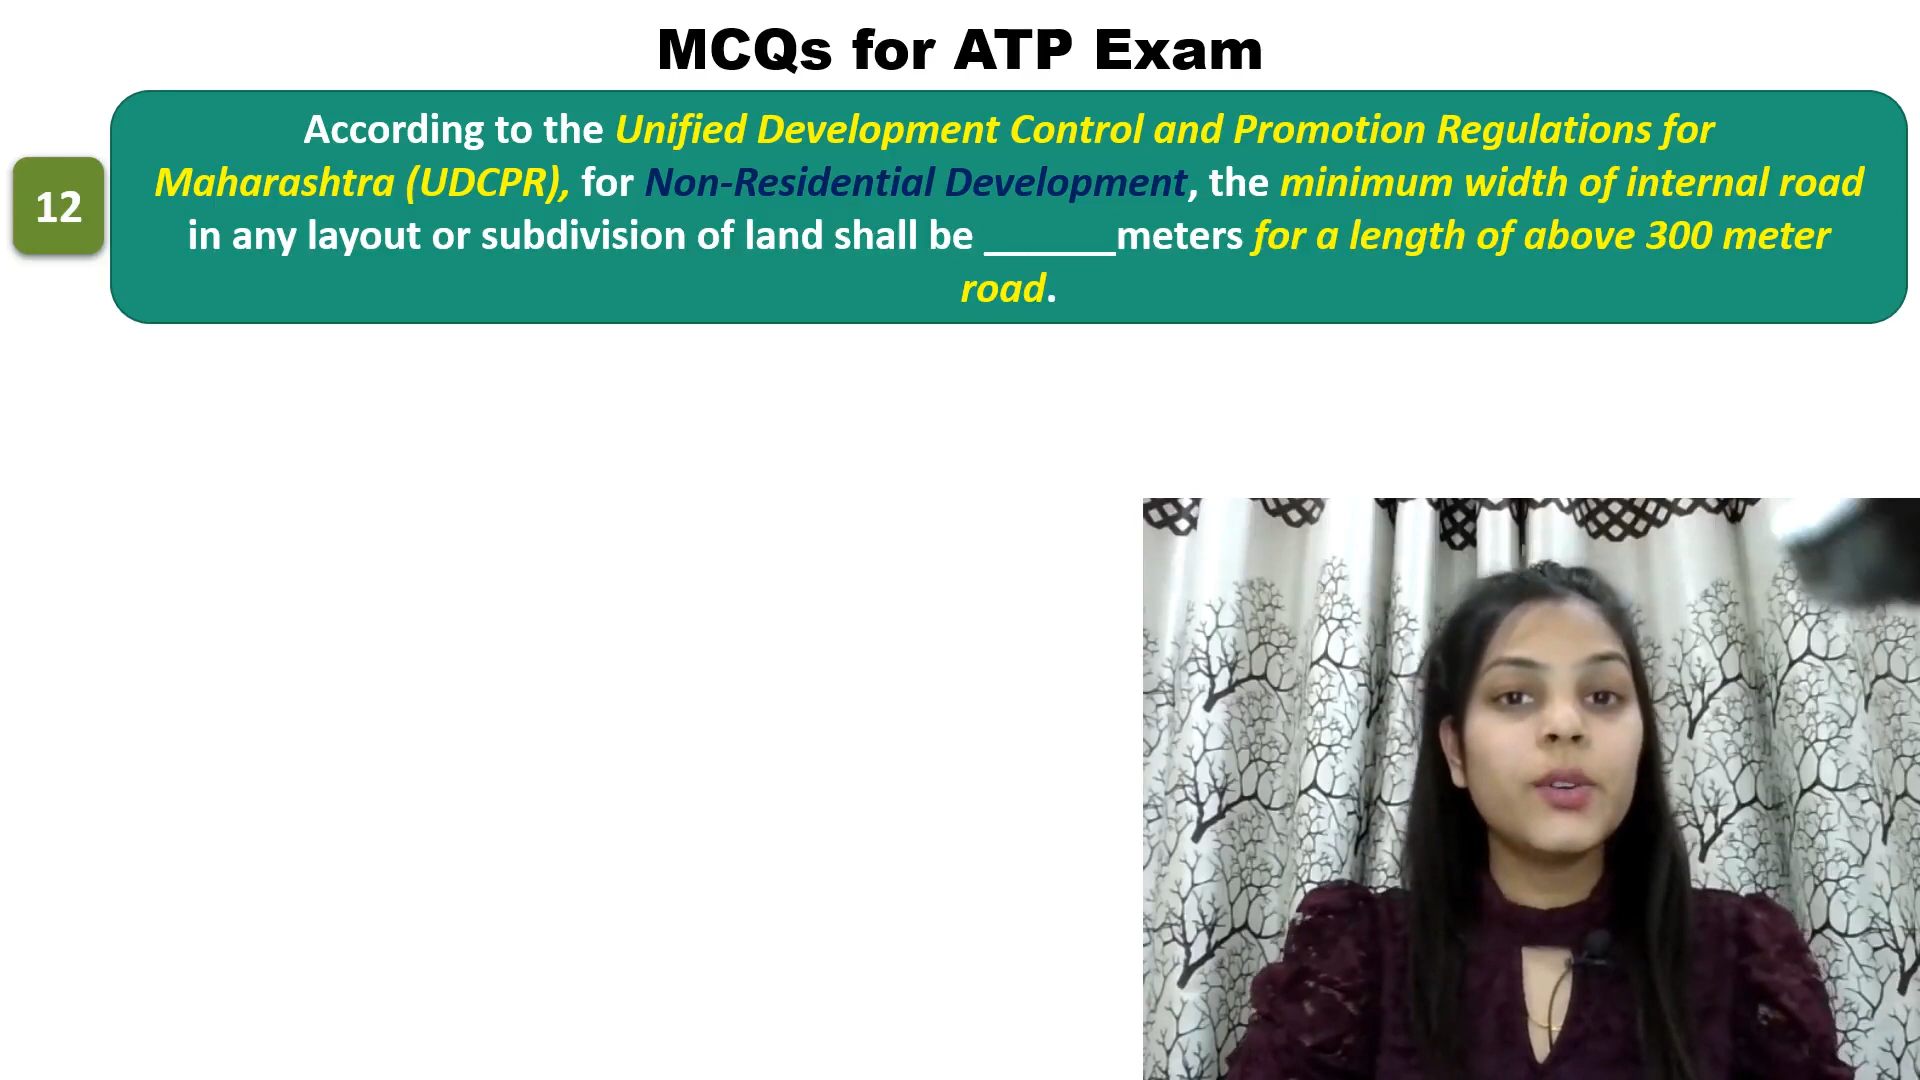 MCQs for ATP Exam
12
According to the Unified Development Control and Promotion Regulations for
Maharashtra (UDCPR), for Non-Residential Development, the minimum width of internal road
in any layout or subdivision of land shall be ______meters for a length of above 300 meter
road.